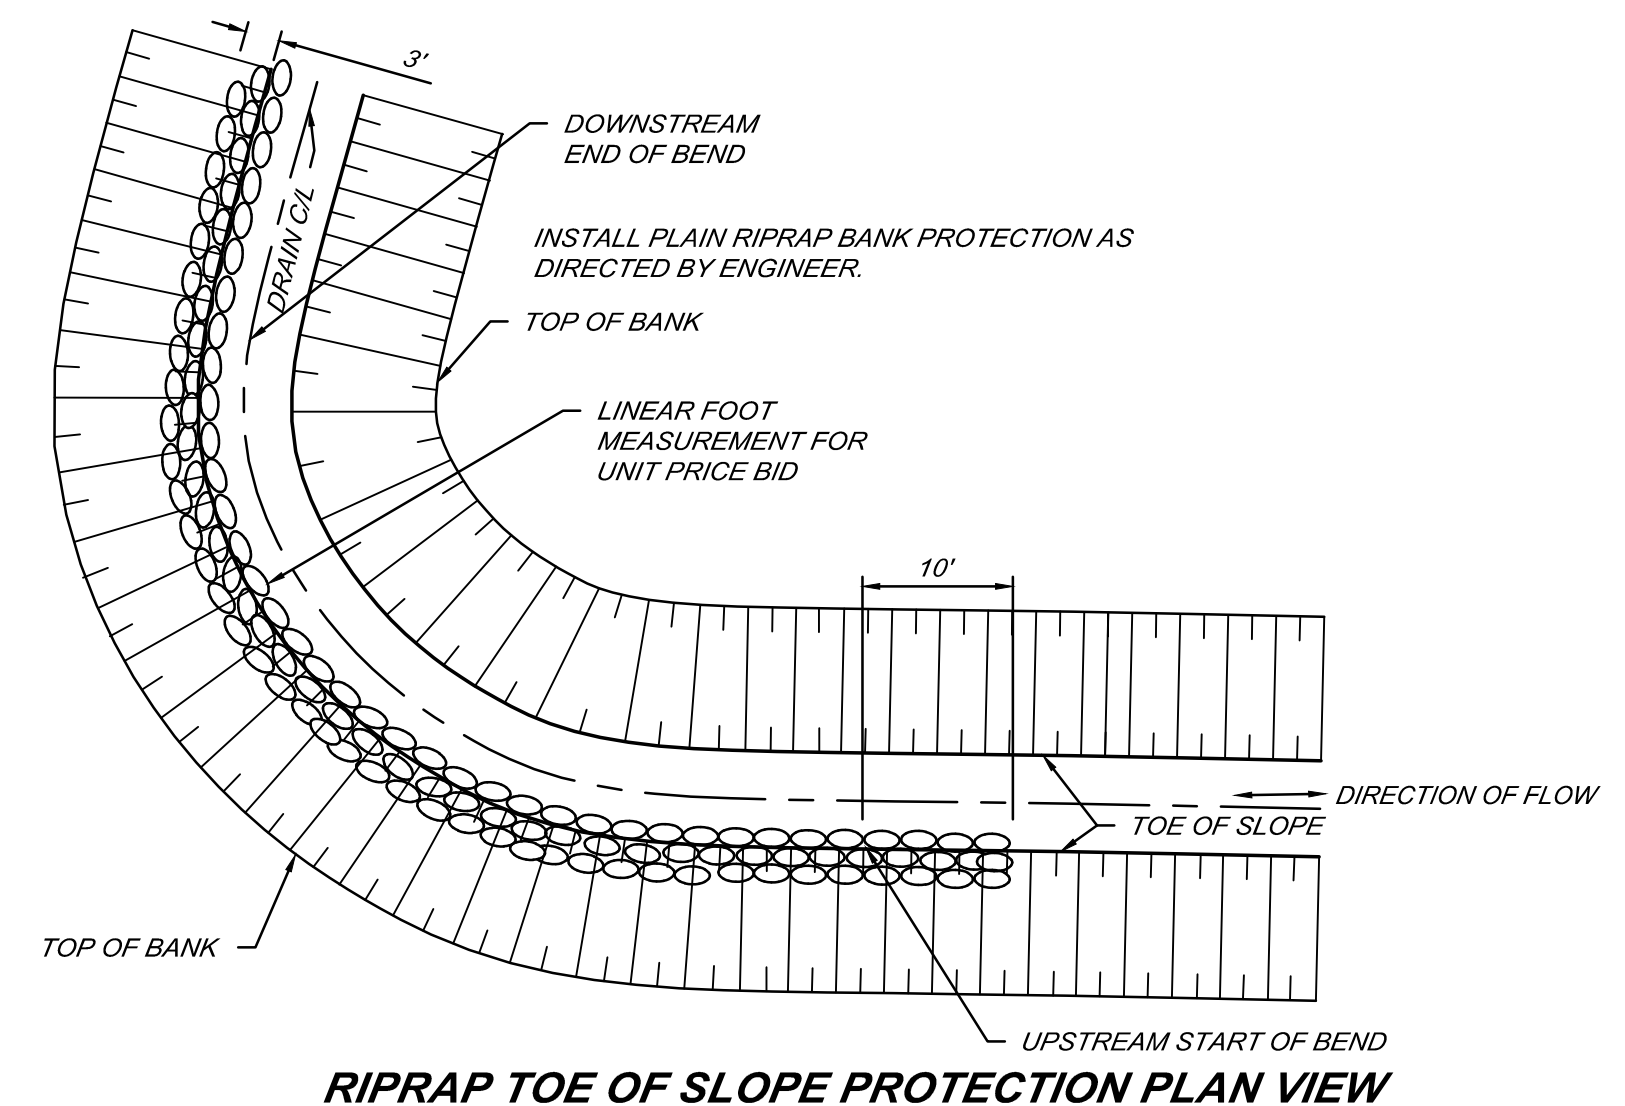 3'
DOWNSTREAM
END OF BEND
DRAIN C/L
INSTALL PLAIN RIPRAP BANK PROTECTION AS
DIRECTED BY ENGINEER.
TOP OF BANK
LINEAR FOOT
MEASUREMENT FOR
UNIT PRICE BID
10'
DIRECTION OF FLOW
TOE OF SLOPE
TOP OF BANK
UPSTREAM START OF BEND
RIPRAP TOE OF SLOPE PROTECTION PLAN VIEW